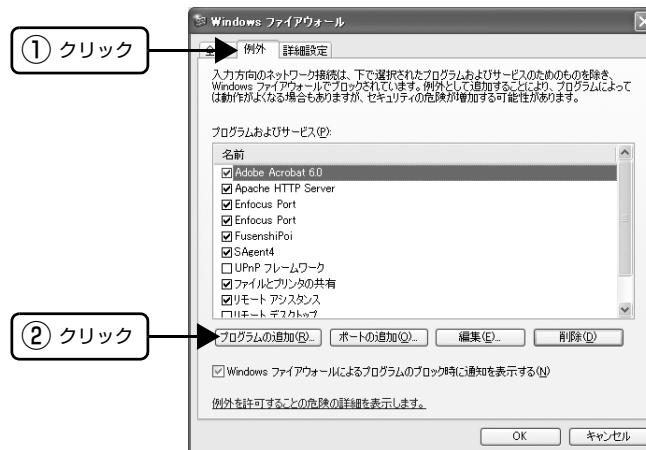 Windows ファイアウォール
① クリック
全
例外
詳細設定
入力方向のネットワーク接続は、下で選択されたプログラムおよびサービスのためのものを除き、
Windows ファイアウォールでブロックされています。例外として追加することにより、プログラムによって
は動作がよくなる場合もありますが、セキュリティの危険が増加する可能性があります。
プログラムおよびサービス(P):
名前
Adobe Acrobat 6.0
Apache HTTP Server
Enfocus Port
Enfocus Port
FusenshiPoi
SAgent4
UPnP フレームワーク
ファイルとプリンタの共有
リモート アシスタンス
リモート デスクトップ
② クリック
プログラムの追加(R)...
ポートの追加(O)...
編集(E)...
削除(D)
Windows ファイアウォールによるプログラムのブロック時に通知を表示する(N)
例外を許可することの危険の詳細を表示します。
OK
キャンセル